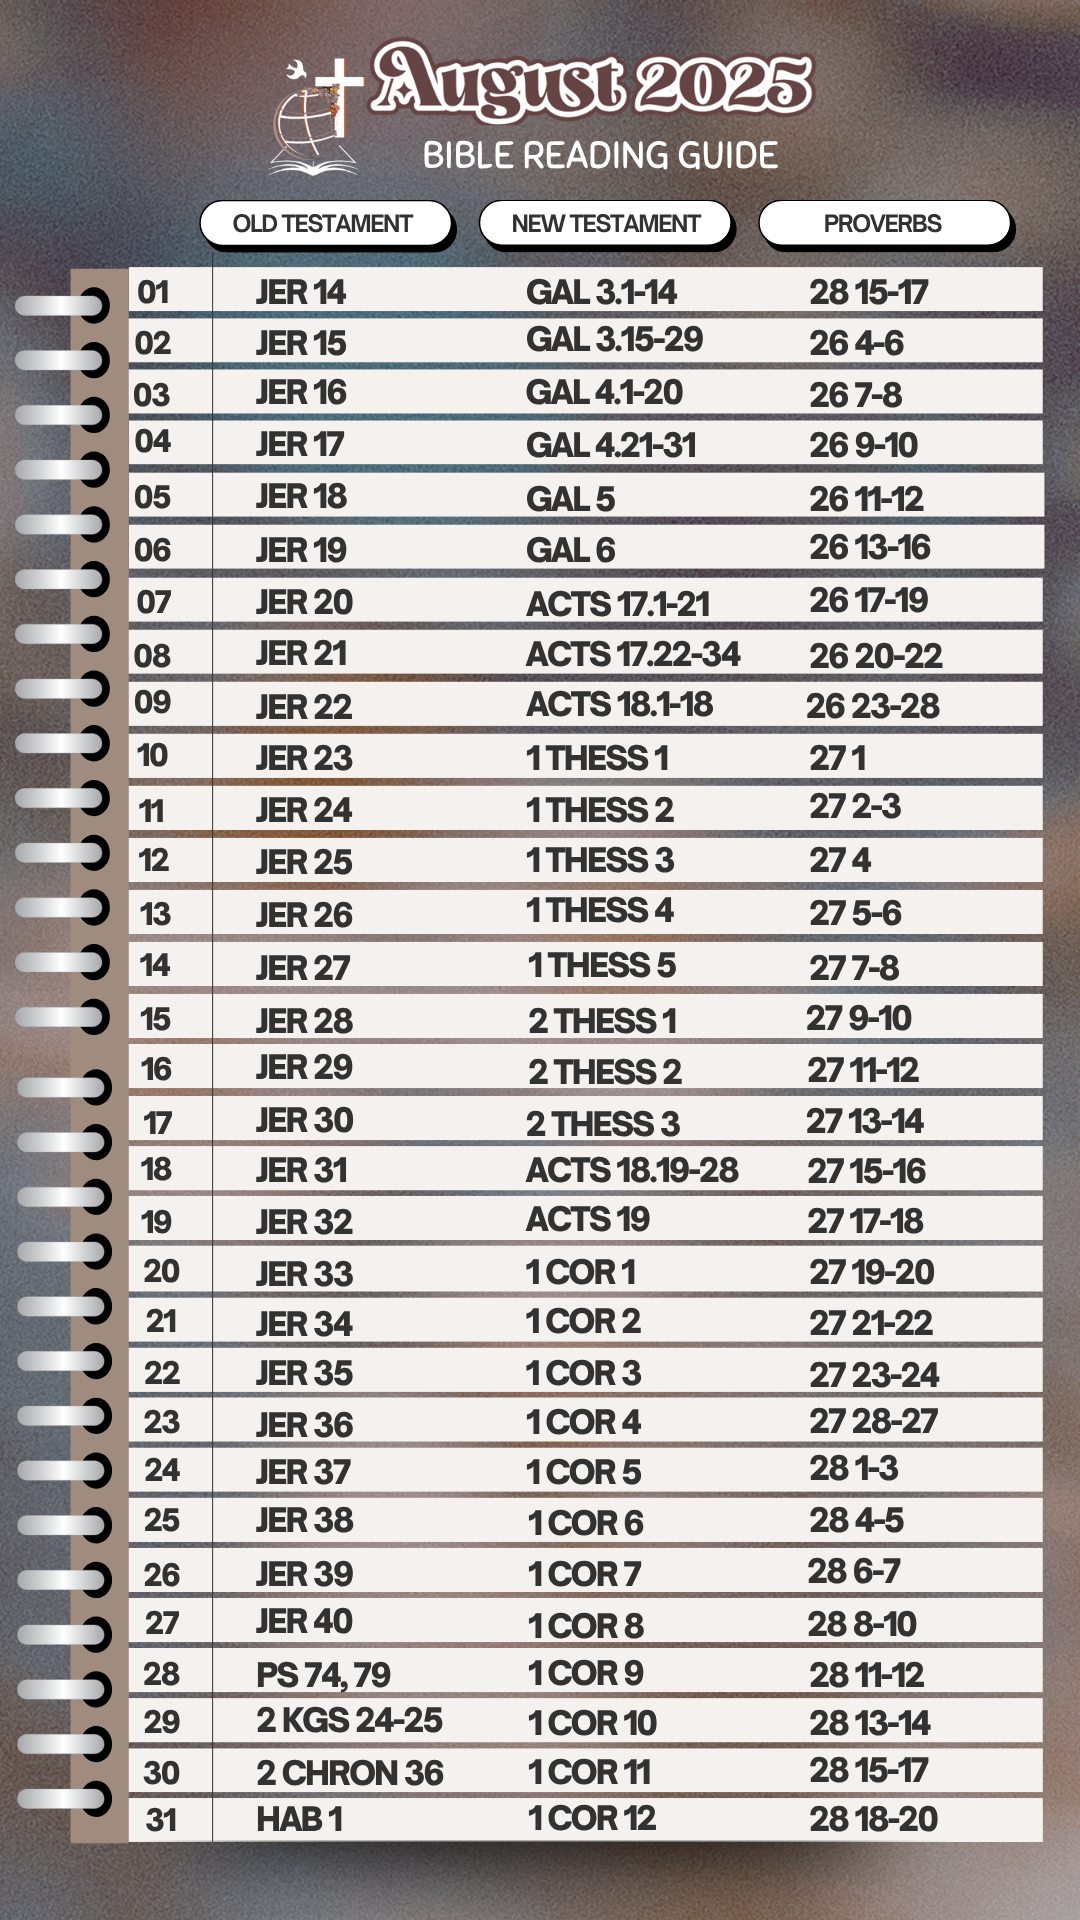 August 2025
BIBLE READING GUIDE
OLD TESTAMENT NEW TESTAMENT PROVERBS
01 JER 14 GAL 3.1-14 28 15-17
02 JER 15 GAL 3.15-29 26 4-6
03 JER 16 GAL 4.1-20 26 7-8
04 JER 17 GAL 4.21-31 26 9-10
05 JER 18 GAL 5 26 11-12
06 JER 19 GAL 6 26 13-16
07 JER 20 ACTS 17.1-21 26 17-19
08 JER 21 ACTS 17.22-34 26 20-22
09 JER 22 ACTS 18.1-18 26 23-28
10 JER 23 1 THESS 1 27 1
11 JER 24 1 THESS 2 27 2-3
12 JER 25 1 THESS 3 27 4
13 JER 26 1 THESS 4 27 5-6
14 JER 27 1 THESS 5 27 7-8
15 JER 28 2 THESS 1 27 9-10
16 JER 29 2 THESS 2 27 11-12
17 JER 30 2 THESS 3 27 13-14
18 JER 31 ACTS 18.19-28 27 15-16
19 JER 32 ACTS 19 27 17-18
20 JER 33 1 COR 1 27 19-20
21 JER 34 1 COR 2 27 21-22
22 JER 35 1 COR 3 27 23-24
23 JER 36 1 COR 4 27 28-27
24 JER 37 1 COR 5 28 1-3
25 JER 38 1 COR 6 28 4-5
26 JER 39 1 COR 7 28 6-7
27 JER 40 1 COR 8 28 8-10
28 PS 74, 79 1 COR 9 28 11-12
29 2 KGS 24-25 1 COR 10 28 13-14
30 2 CHRON 36 1 COR 11 28 15-17
31 HAB 1 1 COR 12 28 18-20